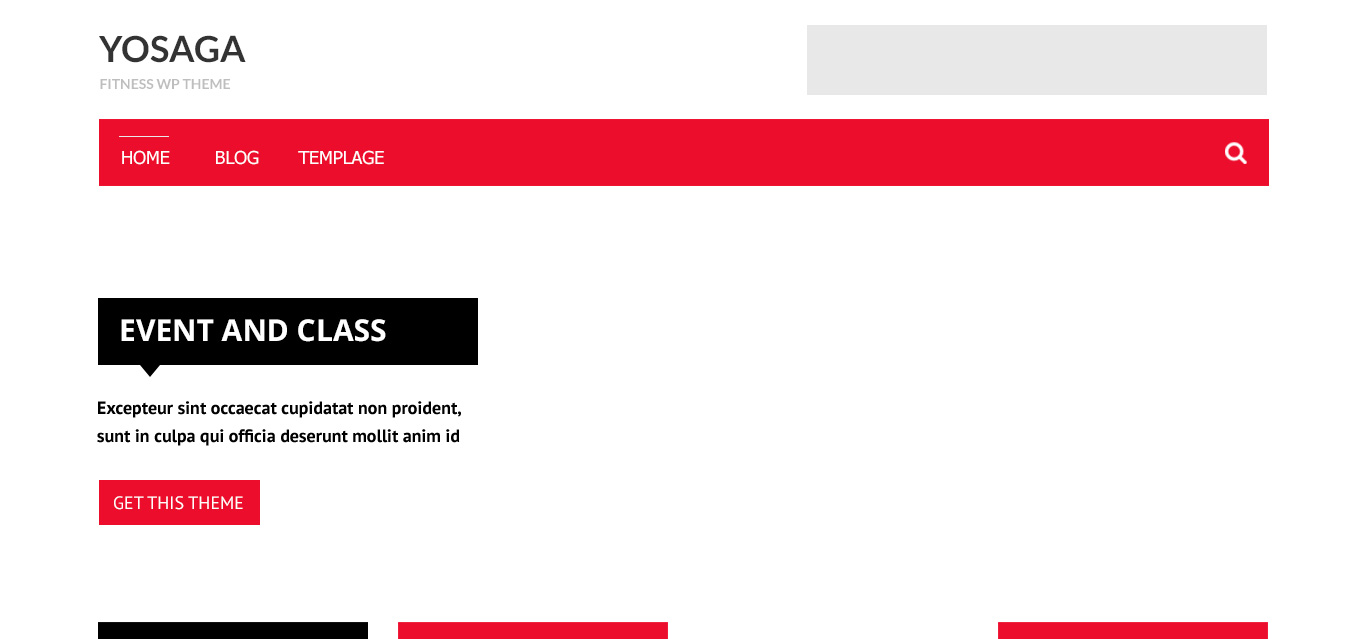 YOSAGA
FITNESS WP THEME
HOME BLOG TEMPLAGE
EVENT AND CLASS
Excepteur sint occaecat cupidatat non proident,
sunt in culpa qui officia deserunt mollit anim id
GET THIS THEME